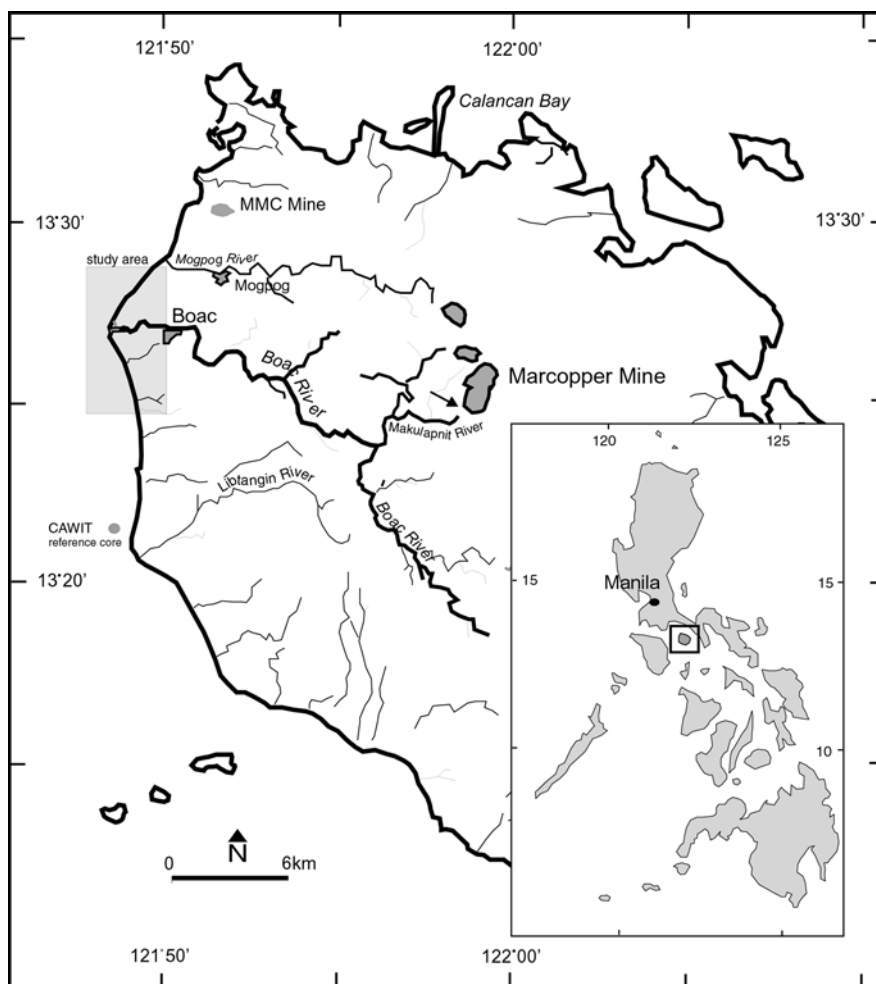 121°50'
122°00'
Calancan Bay
MMC Mine
13°30'
13°30'
Mogpog River
study area
Mogpog
Boac
Boac River
Marcopper Mine
Makulapnit River
120
125
Libtangin River
Boac River
CAWIT
reference core
13°20'
15
Manila
15
10
N
0
6km
121°50'
122°00'